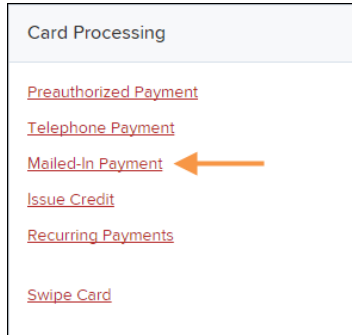 Card Processing
Preauthorized Payment
Telephone Payment
Mailed-In Payment
Issue Credit
Recurring Payments
Swipe Card